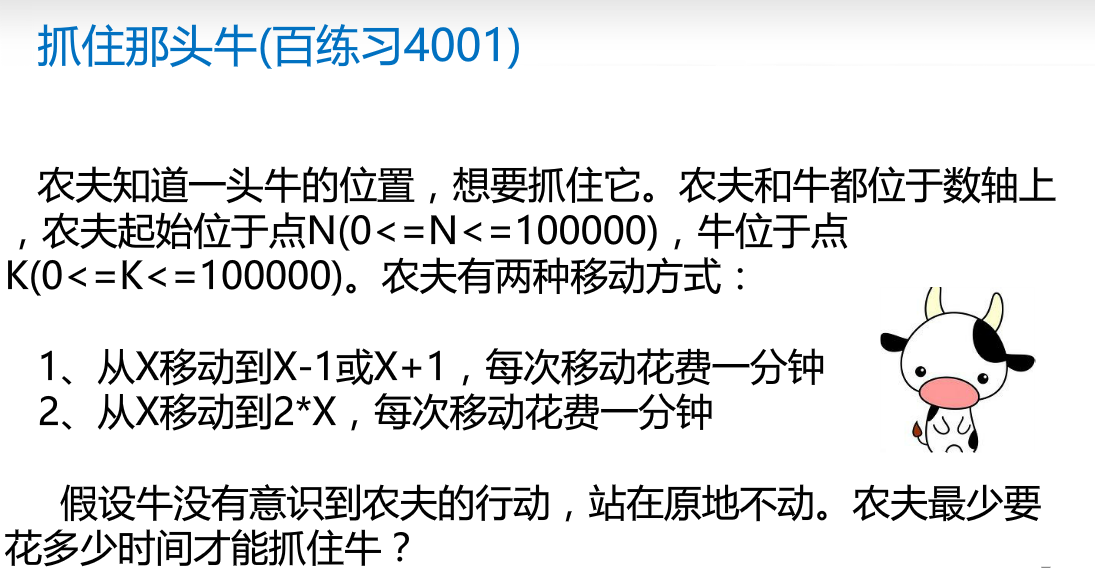 抓住那头牛(百练习4001)
农夫知道一头牛的位置，想要抓住它。农夫和牛都位于数轴上
，农夫起始位于点N(0<=N<=100000)，牛位于点
K(0<=K<=100000)。农夫有两种移动方式：
1、从X移动到X-1或X+1，每次移动花费一分钟
2、从X移动到2*X，每次移动花费一分钟
假设牛没有意识到农夫的行动，站在原地不动。农夫最少要
花多少时间才能抓住牛？